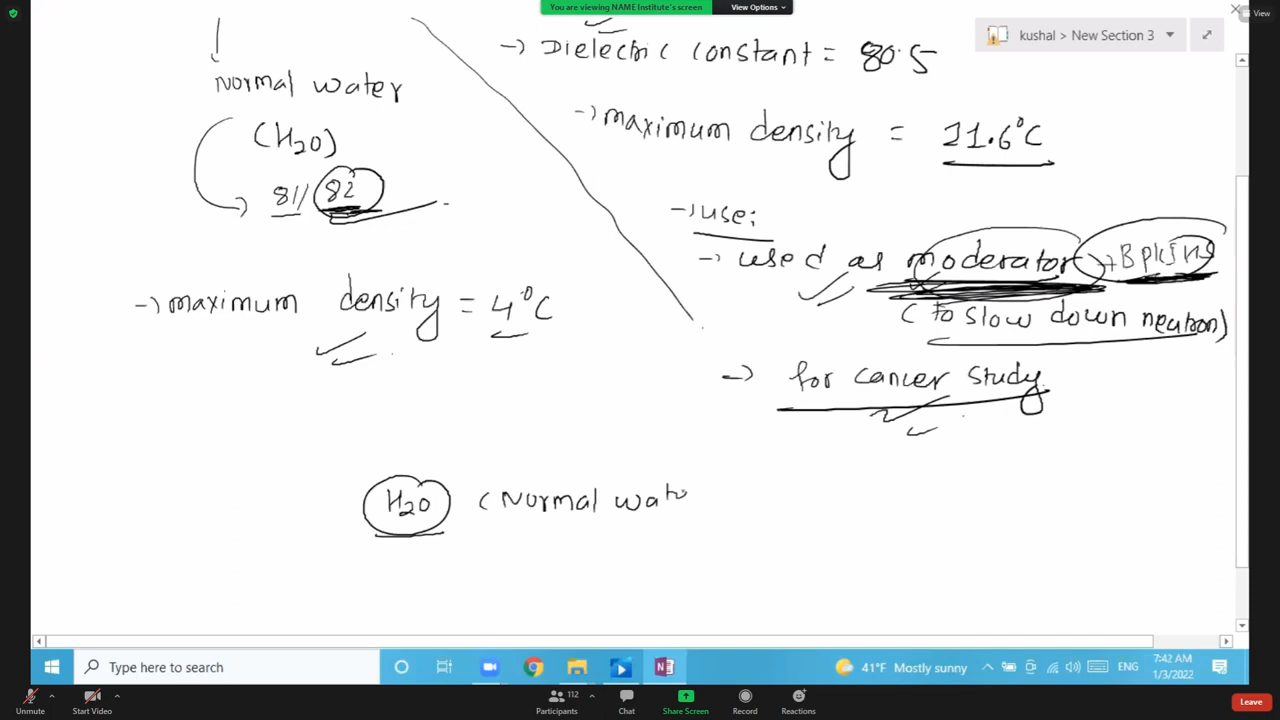 You are viewing NAME Institute's screen
View Options
View
kushal > New Section 3
→ Dielectric constant = 80.5
Normal water
(H2O)
81/ 82
→ maximum density = 11.6°C
→ use:
→ used as moderator → BPKIHS
(to slow down neutron)
→ maximum density = 4°C
→ for cancer study
H2O (Normal wate
Type here to search
41°F Mostly sunny
ENG
7:42 AM
1/3/2022
Unmute
Start Video
112
Participants
Chat
Share Screen
Record
Reactions
Leave